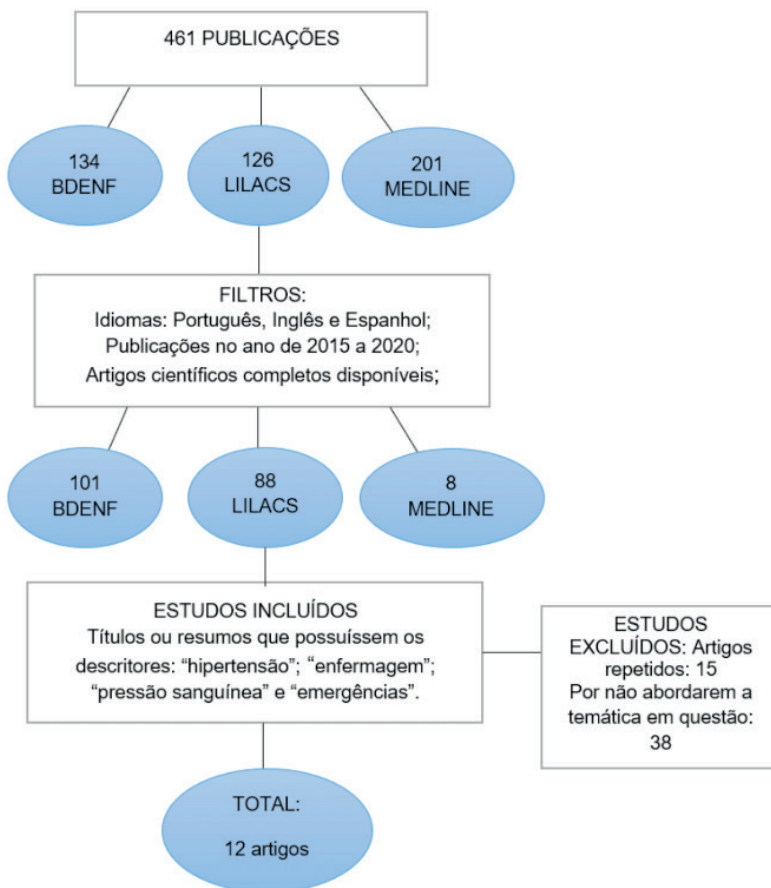 461 PUBLICAÇÕES
134
BDENF
126
LILACS
201
MEDLINE
FILTROS:
Idiomas: Português, Inglês e Espanhol;
Publicações no ano de 2015 a 2020;
Artigos científicos completos disponíveis;
101
BDENF
88
LILACS
8
MEDLINE
ESTUDOS INCLUÍDOS
Títulos ou resumos que possuíssem os
descritores: “hipertensão”; “enfermagem”;
“pressão sanguínea” e “emergências”.
ESTUDOS
EXCLUÍDOS: Artigos
repetidos: 15
Por não abordarem a
temática em questão:
38
TOTAL:
12 artigos